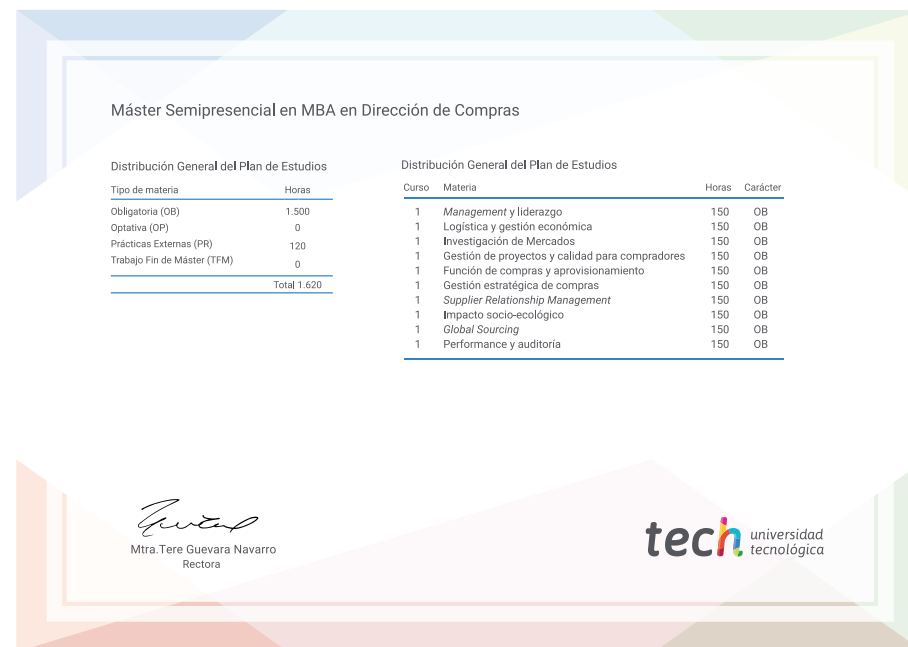 Máster Semipresencial en MBA en Dirección de Compras
Distribución General del Plan de Estudios
Tipo de materia Horas
Obligatoria (OB) 1.500
Optativa (OP) 0
Prácticas Externas (PR) 120
Trabajo Fin de Máster (TFM) 0
Total 1.620
Distribución General del Plan de Estudios
Curso Materia Horas Carácter
1 Management y liderazgo 150 OB
1 Logística y gestión económica 150 OB
1 Investigación de Mercados 150 OB
1 Gestión de proyectos y calidad para compradores 150 OB
1 Función de compras y aprovisionamiento 150 OB
1 Gestión estratégica de compras 150 OB
1 Supplier Relationship Management 150 OB
1 Impacto socio-ecológico 150 OB
1 Global Sourcing 150 OB
1 Performance y auditoría 150 OB
Mtra.Tere Guevara Navarro
Rectora
tech universidad
tecnológica